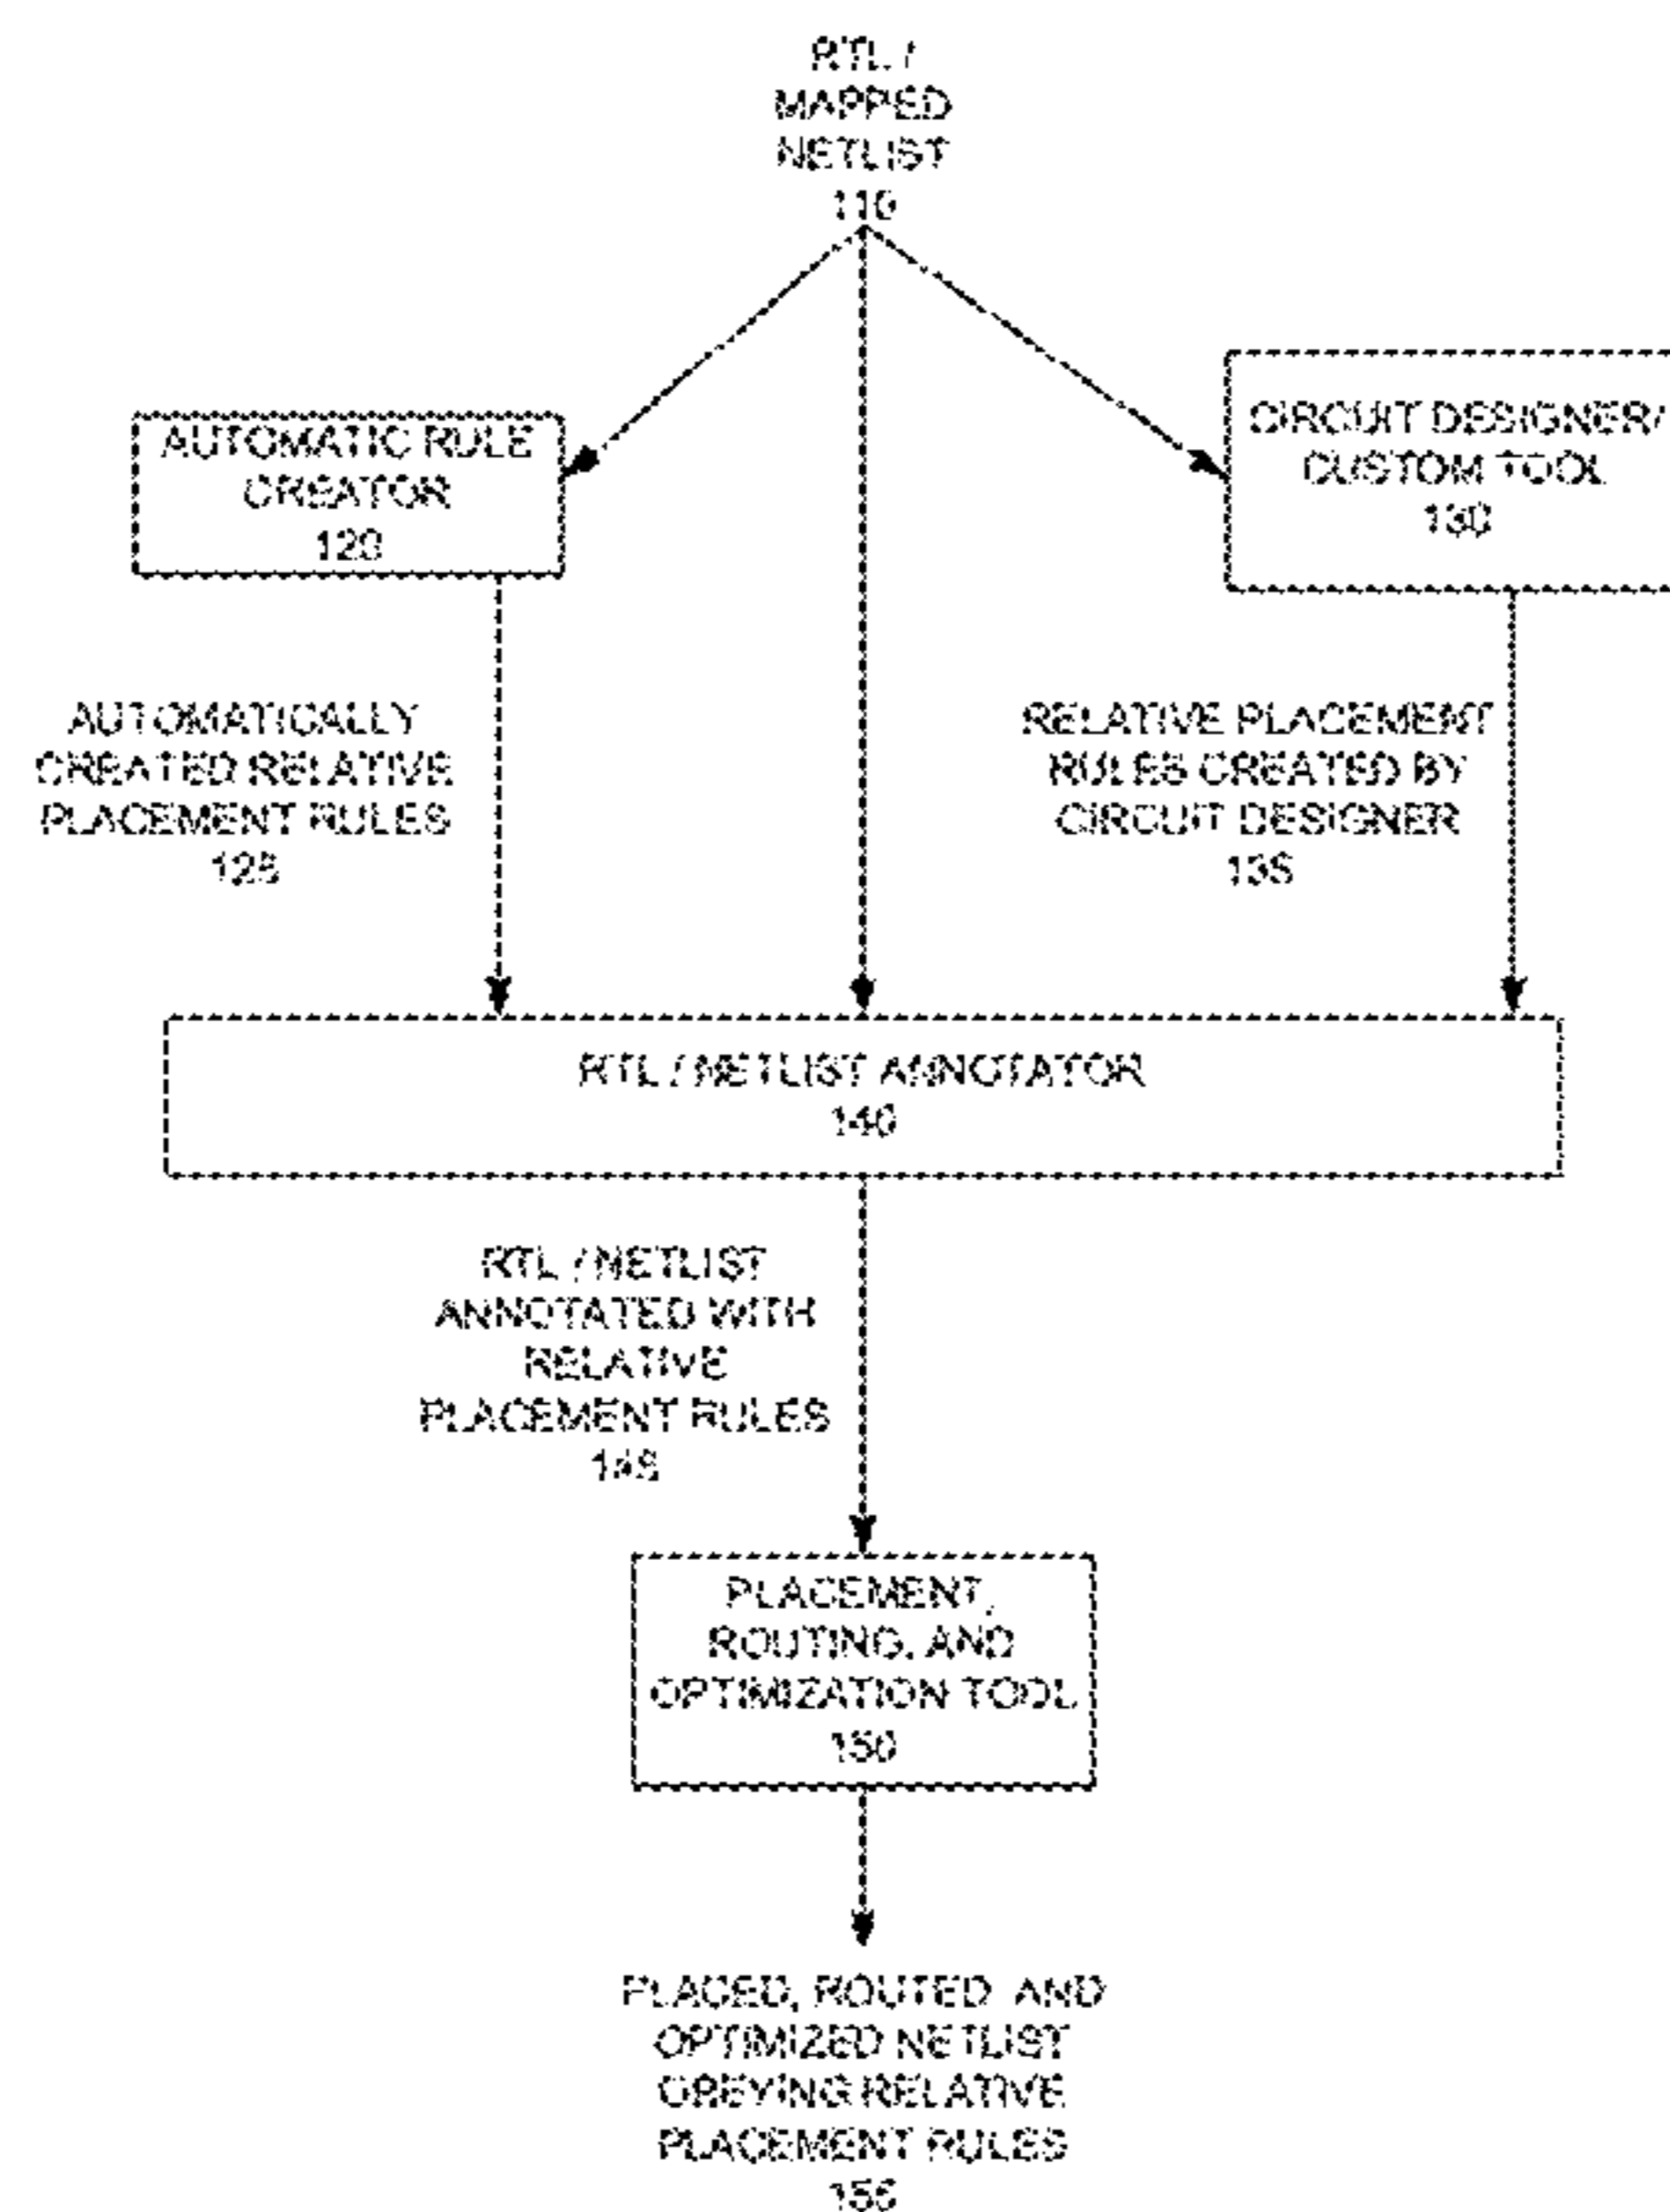 RTL /
MAPPED
NETLIST
110
AUTOMATIC RULE
CREATOR
120
CIRCUIT DESIGNER/
CUSTOM TOOL
130
AUTOMATICALLY
CREATED RELATIVE
PLACEMENT RULES
125
RELATIVE PLACEMENT
RULES CREATED BY
CIRCUIT DESIGNER
135
RTL / NETLIST ANNOTATOR
140
RTL / NETLIST
ANNOTATED WITH
RELATIVE
PLACEMENT RULES
145
PLACEMENT,
ROUTING, AND
OPTIMIZATION TOOL
150
PLACED, ROUTED AND
OPTIMIZED NETLIST
OBEYING RELATIVE
PLACEMENT RULES
155